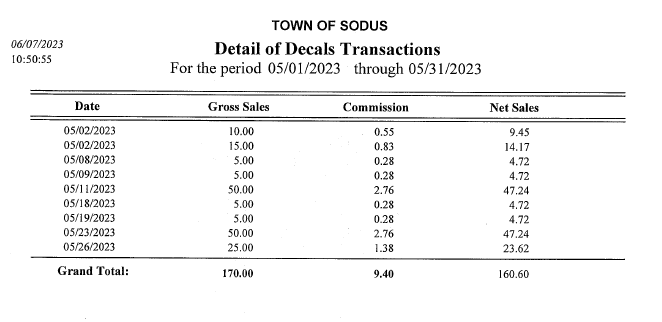 TOWN OF SODUS
06/07/2023
Detail of Decals Transactions
10:50:55
For the period 05/01/2023 through 05/31/2023
Date Gross Sales Commission Net Sales
05/02/2023 10.00 0.55 9.45
05/02/2023 15.00 0.83 14.17
05/08/2023 5.00 0.28 4.72
05/09/2023 5.00 0.28 4.72
05/11/2023 50.00 2.76 47.24
05/18/2023 5.00 0.28 4.72
05/19/2023 5.00 0.28 4.72
05/23/2023 50.00 2.76 47.24
05/26/2023 25.00 1.38 23.62
Grand Total: 170.00 9.40 160.60